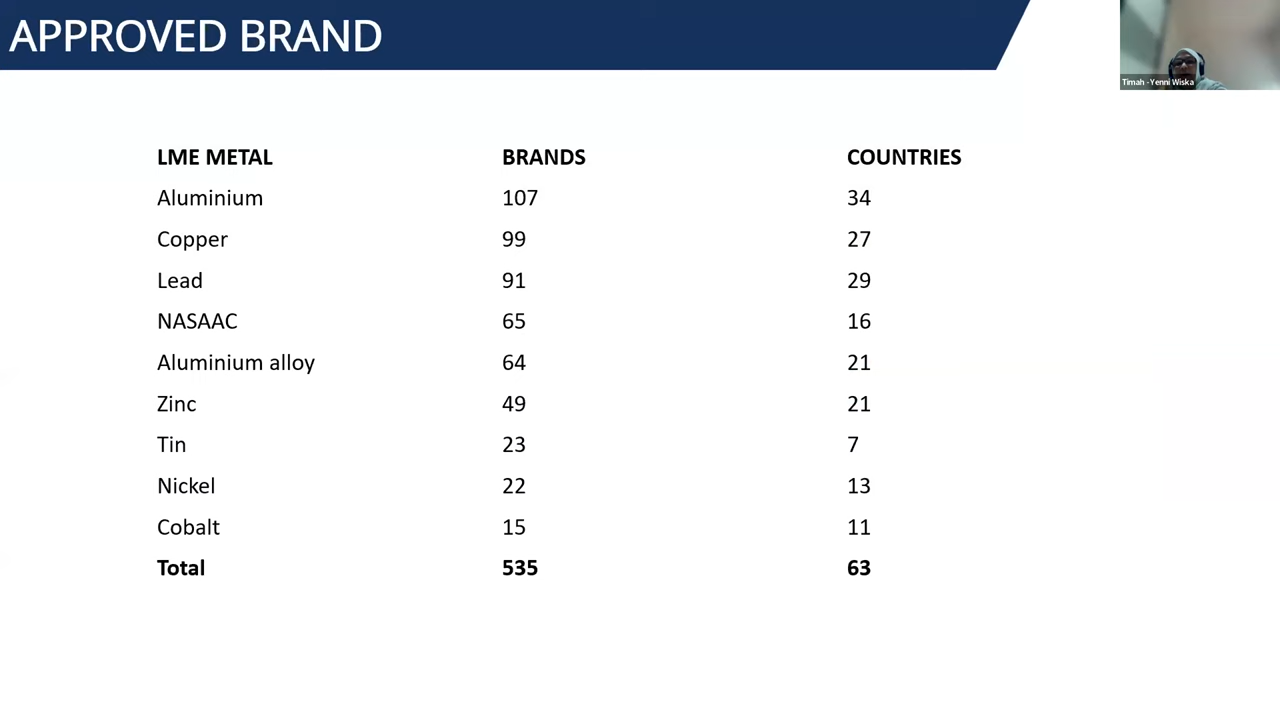 APPROVED BRAND
Timah - Yenni Wiska
LME METAL BRANDS COUNTRIES
Aluminium 107 34
Copper 99 27
Lead 91 29
NASAAC 65 16
Aluminium alloy 64 21
Zinc 49 21
Tin 23 7
Nickel 22 13
Cobalt 15 11
Total 535 63